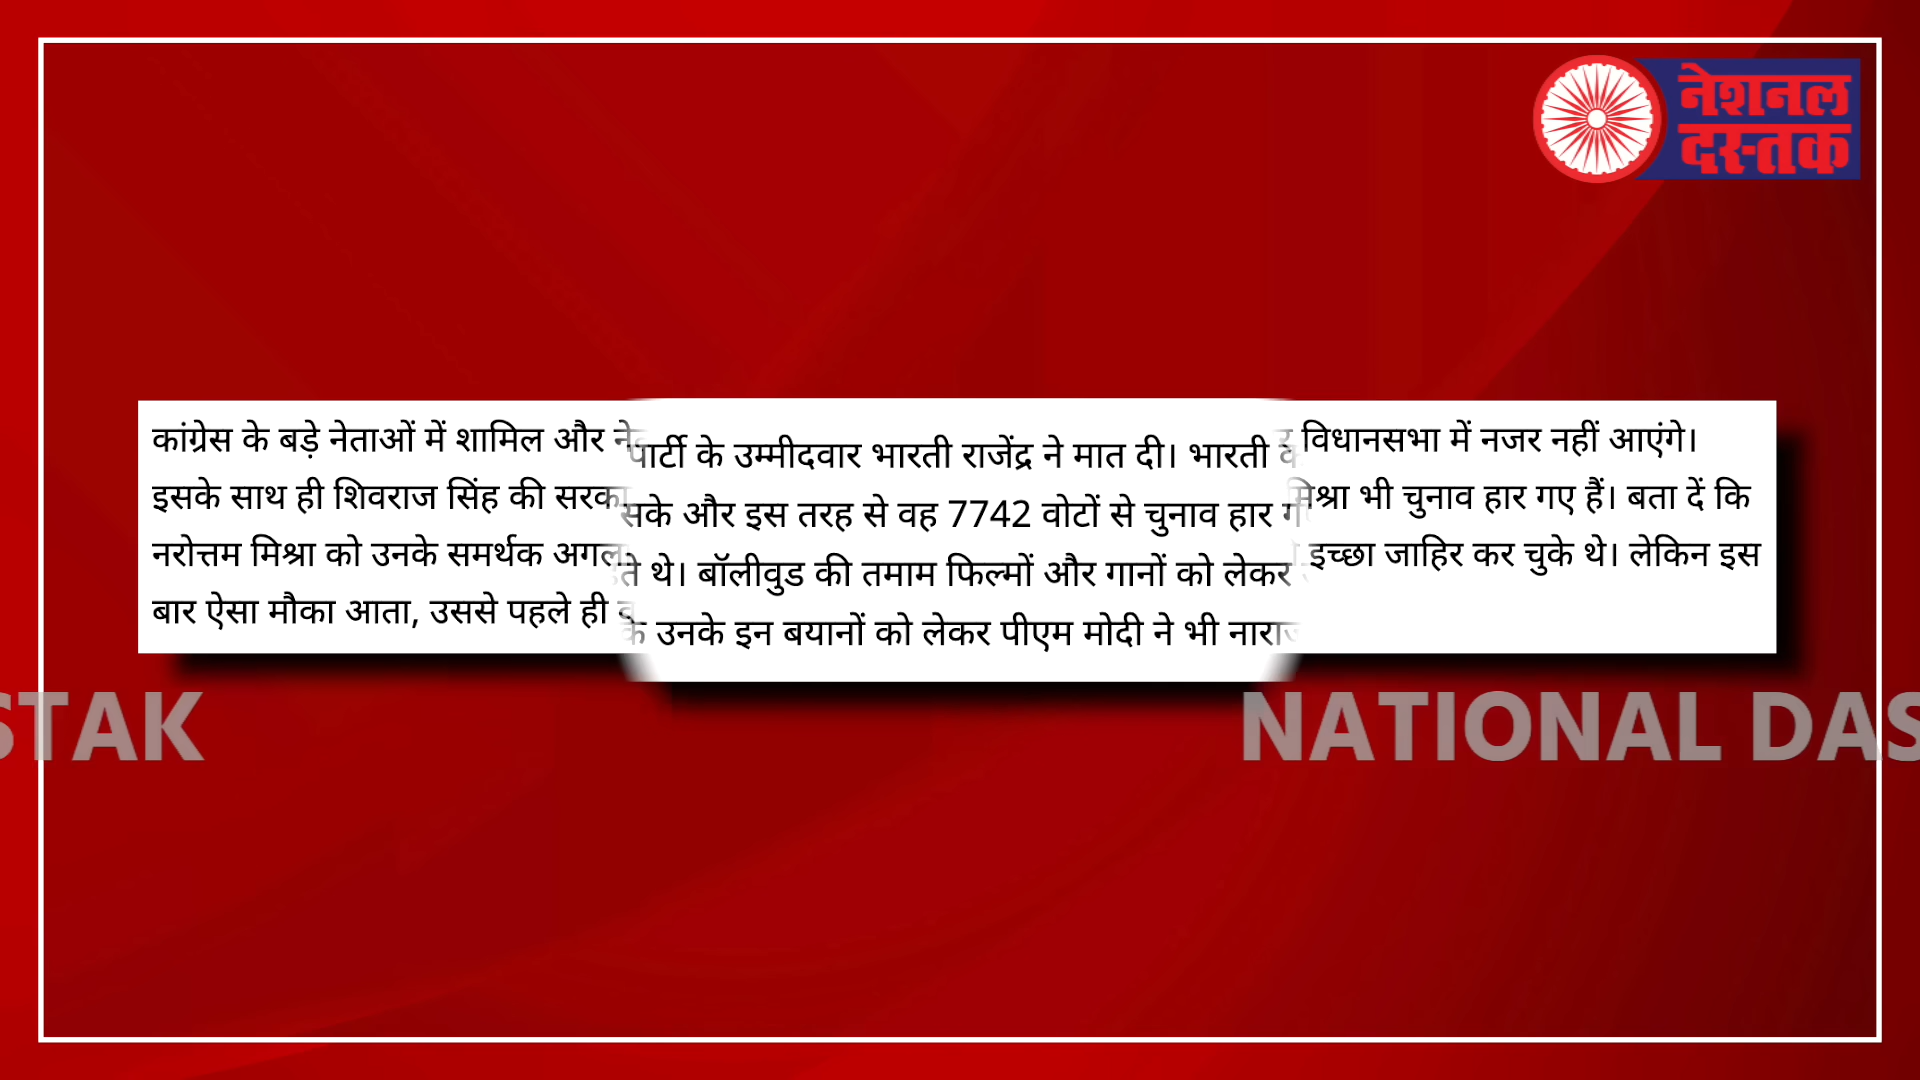 नेशनल
दस्तक
कांग्रेस के बड़े नेताओं में शामिल और
इसके साथ ही शिवराज सिंह की
नरोत्तम मिश्रा को उनके समर्थक
बार ऐसा मौका आता, उससे पहले ही
पार्टी के उम्मीदवार भारती राजेंद्र ने मात दी। भारती
सके और इस तरह से वह 7742 वोटों से चुनाव हार
थे। बॉलीवुड की तमाम फिल्मों और गानों को लेकर
के उनके इन बयानों को लेकर पीएम मोदी ने भी
विधानसभा में नजर नहीं आएंगे।
मिश्रा भी चुनाव हार गए हैं। बता दें कि
इच्छा जाहिर कर चुके थे। लेकिन इस
STAK
NATIONAL DAS